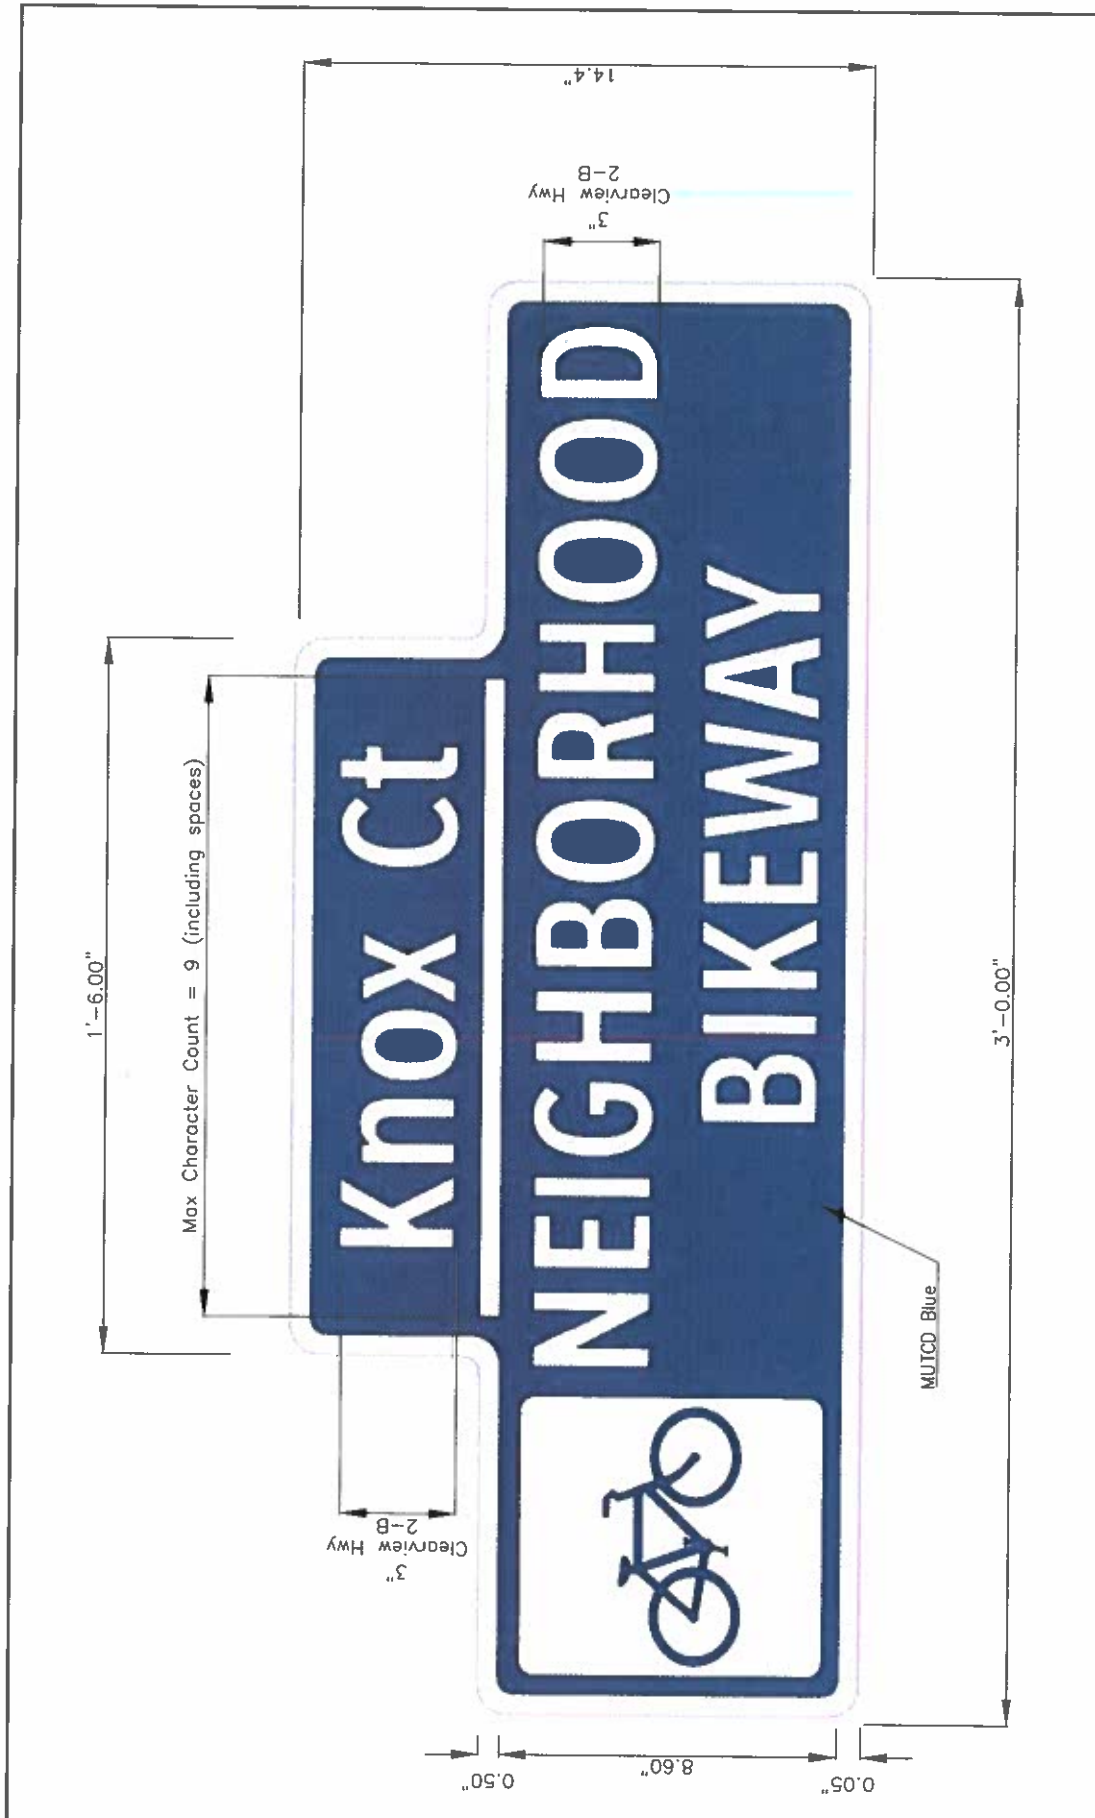 1'-6.00"
Max Character Count = 9 (including spaces)
14.4"
3"
Clearview Hwy
2-B
Knox Ct
3"
Clearview Hwy
2-B
NEIGHBORHOOD
BIKEWAY
0.50"
8.60"
0.05"
MUTCD Blue
3'-0.00"